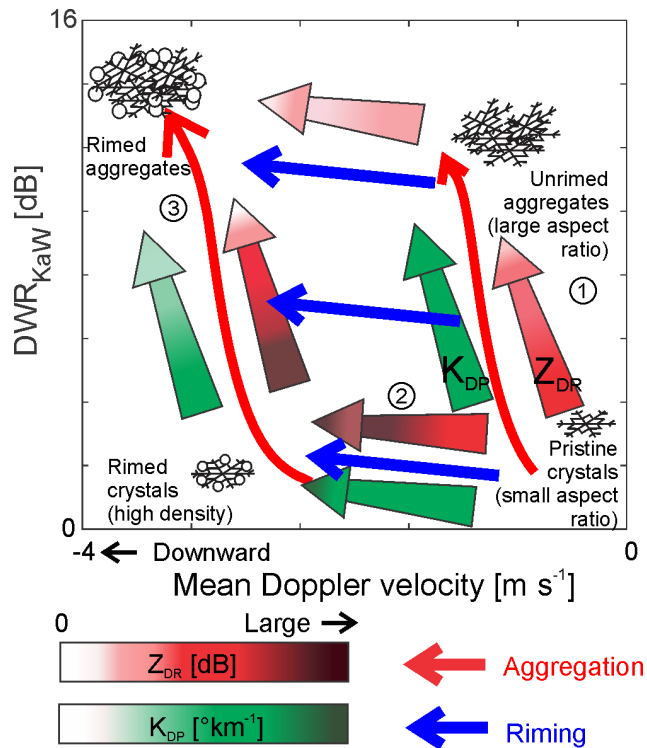 16
Rimed
aggregates
③
Unrimed
aggregates
(large aspect
ratio)
①
DWR_KaW [dB]
K_DP
Z_DR
②
Rimed
crystals
(high density)
Pristine
crystals
(small aspect
ratio)
0
-4
Downward
0
Mean Doppler velocity [m s⁻¹]
0
Large
Z_DR [dB]
Aggregation
K_DP [°km⁻¹]
Riming